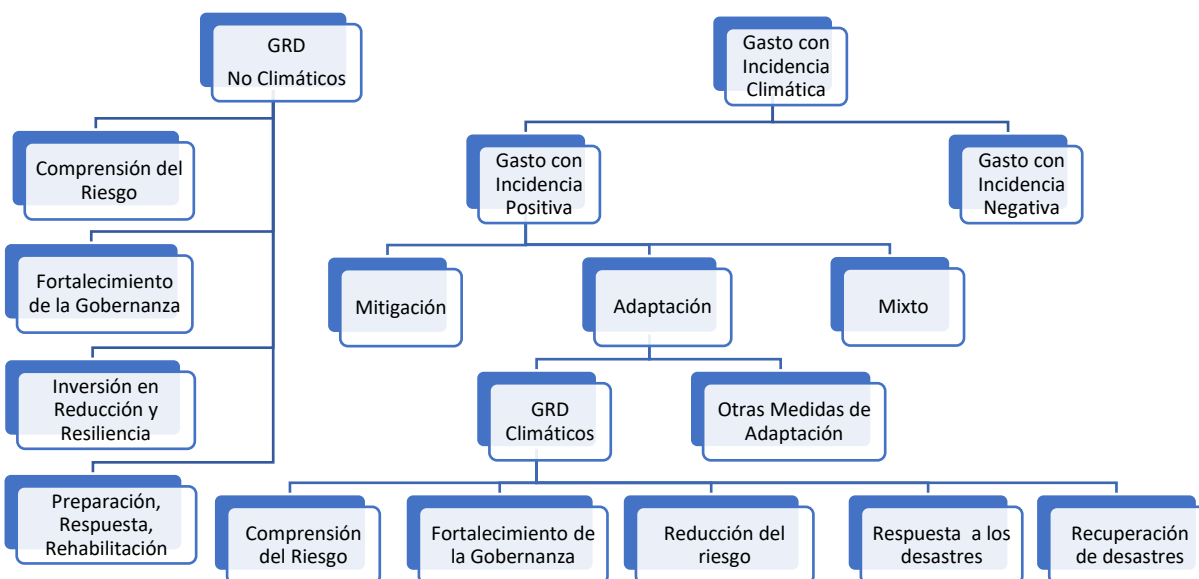 GRD
No Climáticos
Comprensión del
Riesgo
Fortalecimiento
de la Gobernanza
Inversión en
Reducción y
Resiliencia
Preparación,
Respuesta,
Rehabilitación
Gasto con
Incidencia
Climática
Gasto con
Incidencia
Positiva
Gasto con
Incidencia
Negativa
Mitigación
Adaptación
Mixto
GRD
Climáticos
Otras Medidas de
Adaptación
Comprensión
del Riesgo
Fortalecimiento de
la Gobernanza
Reducción del
riesgo
Respuesta a los
desastres
Recuperación
de desastres